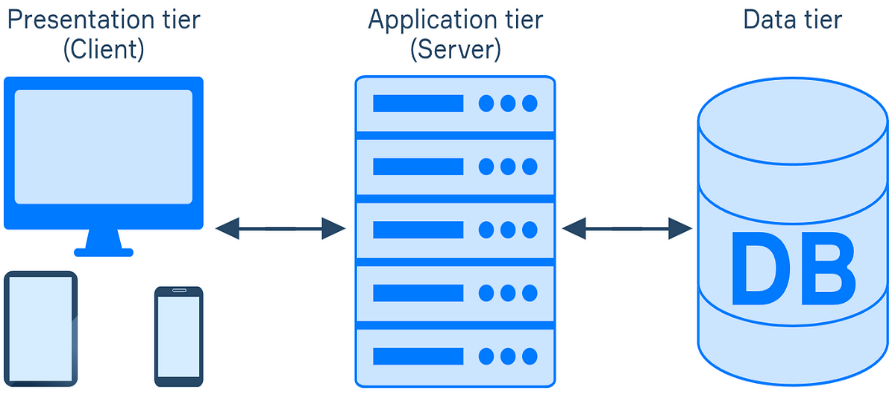 Presentation tier
(Client)
Application tier
(Server)
Data tier
DB